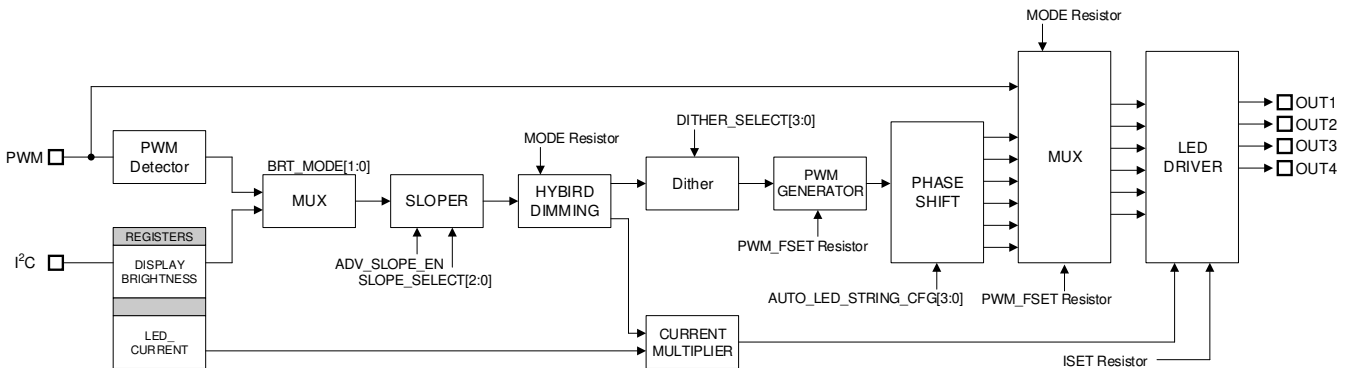 MODE Resistor
PWM
PWM
Detector
BRT_MODE[1:0]
MUX
SLOPER
ADV_SLOPE_EN
SLOPE_SELECT[2:0]
MODE Resistor
HYBIRD
DIMMING
DITHER_SELECT[3:0]
Dither
PWM
GENERATOR
PWM_FSET Resistor
PHASE
SHIFT
AUTO_LED_STRING_CFG[3:0]
MUX
PWM_FSET Resistor
LED
DRIVER
OUT1
OUT2
OUT3
OUT4
I²C
REGISTERS
DISPLAY
BRIGHTNESS
LED_
CURRENT
CURRENT
MULTIPLIER
ISET Resistor